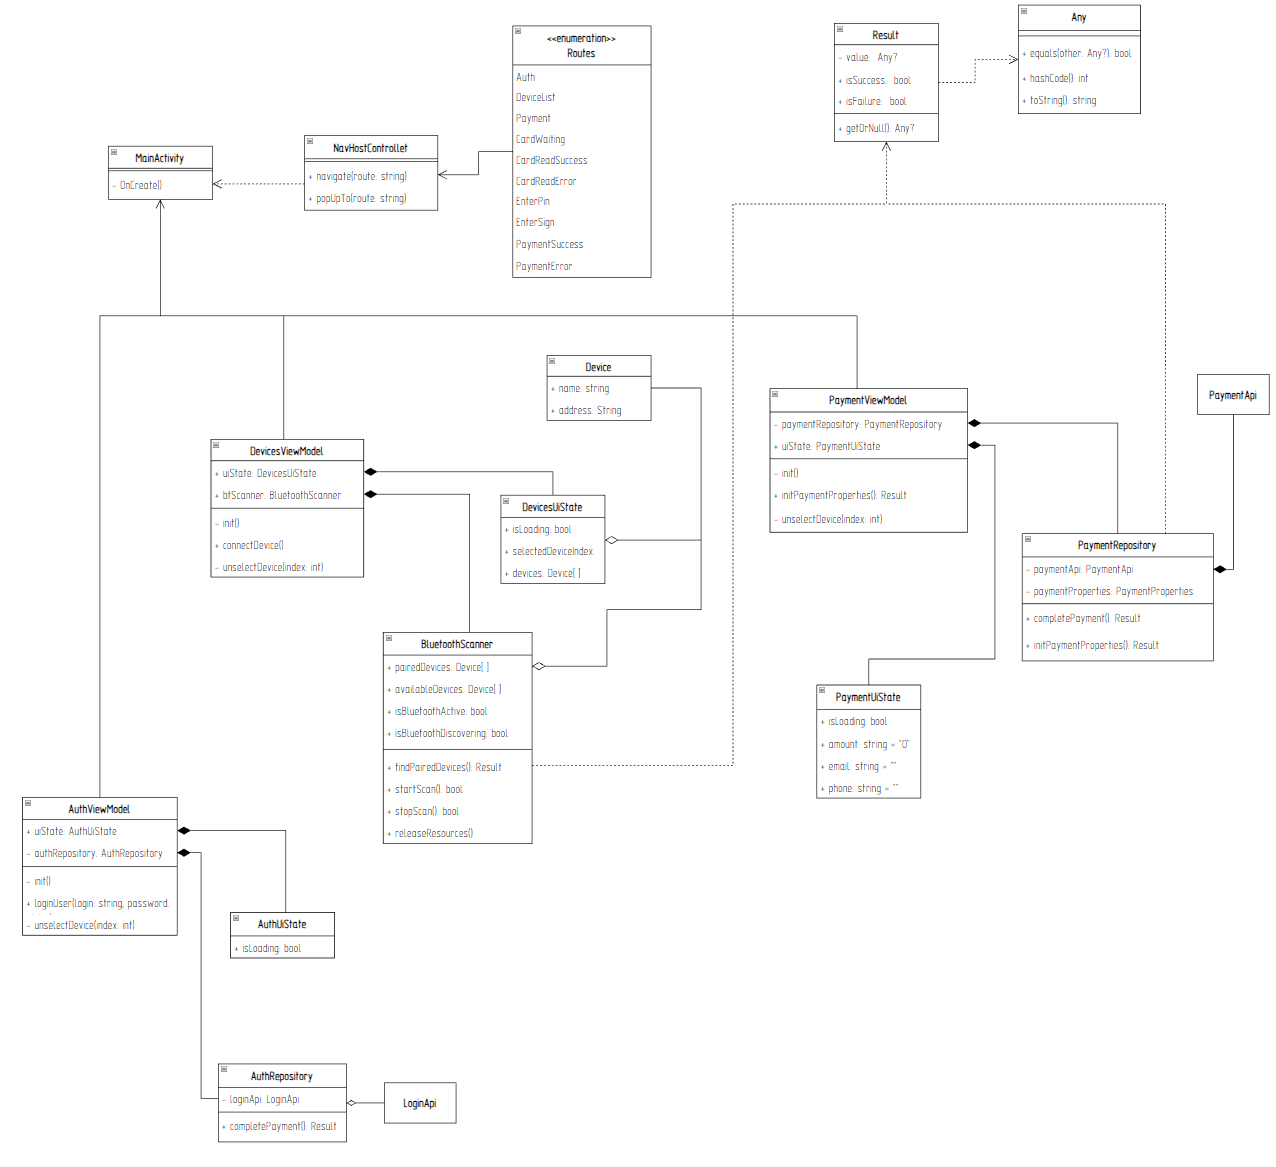 <<enumeration>>
Routes
Auth
DeviceList
Payment
CardWaiting
CardReadSuccess
CardReadError
EnterPin
EnterSign
PaymentSuccess
PaymentError
Result
- value: Any?
+ isSuccess: bool
+ isFailure: bool
+ getOrNull(): Any?
Any
+ equals(other: Any?): bool
+ hashCode(): int
+ toString(): string
MainActivity
- OnCreate()
NavHostControllet
+ navigate(route: string)
+ popUpTo(route: string)
Device
+ name: string
+ address: String
PaymentViewModel
- paymentRepository: PaymentRepository
+ uiState: PaymentUiState
- init()
+ initPaymentProperties(): Result
- unselectDevice(index: int)
PaymentApi
DevicesViewModel
+ uiState: DevicesUiState
+ btScanner: BluetoothScanner
- init()
+ connectDevice()
- unselectDevice(index: int)
DevicesUiState
+ isLoading: bool
+ selectedDeviceIndex:
+ devices: Device[ ]
PaymentRepository
- paymentApi: PaymentApi
- paymentProperties: PaymentProperties
+ completePayment(): Result
+ initPaymentProperties(): Result
BluetoothScanner
+ pairedDevices: Device[ ]
+ availableDevices: Device[ ]
+ isBluetoothActive: bool
+ isBluetoothDiscovering: bool
+ findPairedDevices(): Result
+ startScan(): bool
+ stopScan(): bool
+ releaseResources()
PaymentUiState
+ isLoading: bool
+ amount: string = "0"
+ email: string = ""
+ phone: string = ""
AuthViewModel
+ uiState: AuthUiState
- authRepository: AuthRepository
- init()
+ loginUser(login: string, password:
- unselectDevice(index: int)
AuthUiState
+ isLoading: bool
AuthRepository
- loginApi: LoginApi
+ completePayment(): Result
LoginApi